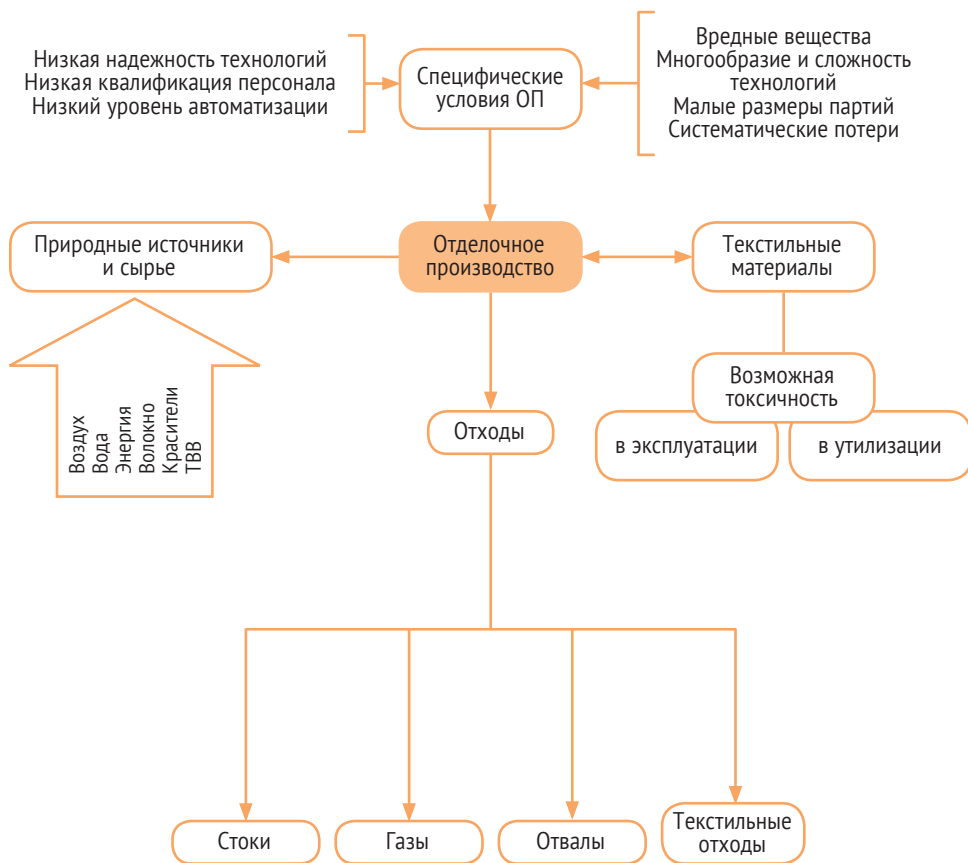 Низкая надежность технологий
Низкая квалификация персонала
Низкий уровень автоматизации
Специфические
условия ОП
Вредные вещества
Многообразие и сложность
технологий
Малые размеры партий
Систематические потери
Природные источники
и сырье
Отделочное
производство
Текстильные
материалы
Воздух
Вода
Энергия
Волокно
Красители
ТВВ
Отходы
Возможная
токсичность
в эксплуатации
в утилизации
Стоки
Газы
Отвалы
Текстильные
отходы